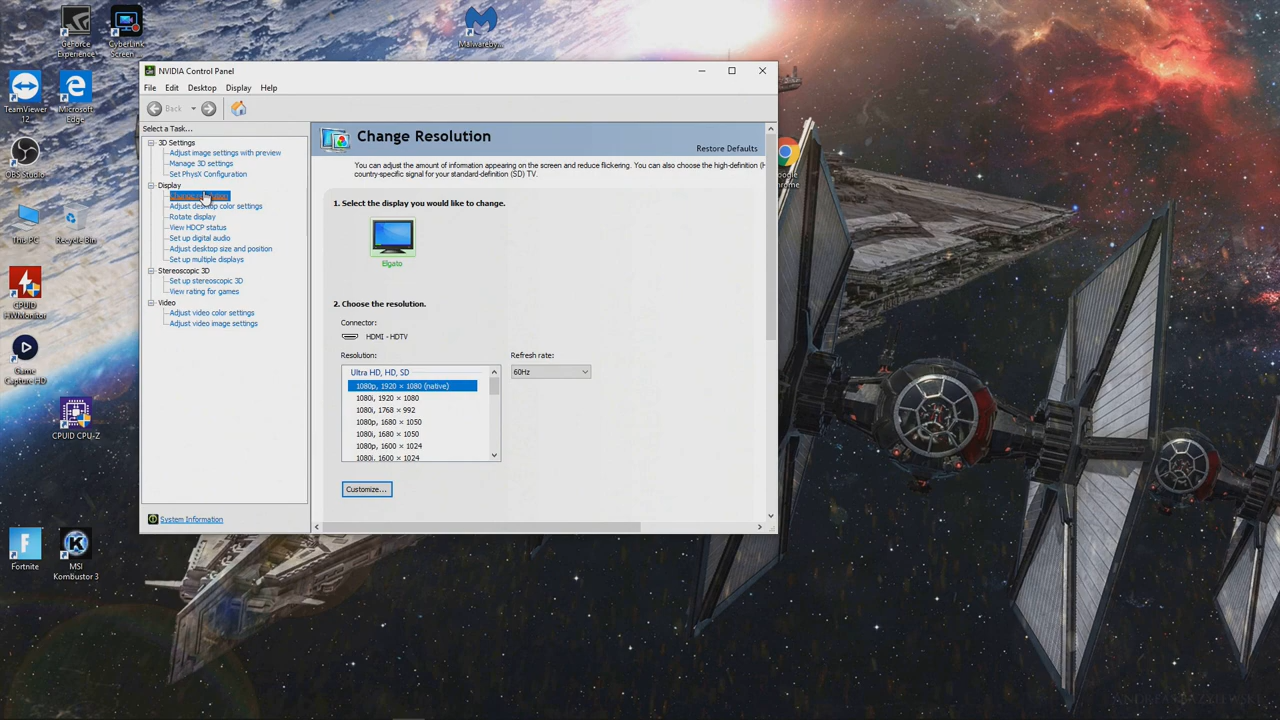 GeForce
Experience
CyberLink
Screen ...
Malwareby...
TeamViewer
12
Microsoft
Edge
OBS Studio
This PC
Recycle Bin
CPUID
HWMonitor
Game
Capture HD
CPUID CPU-Z
Fortnite
MSI
Kombustor 3
oogle
hrome
NVIDIA Control Panel
File Edit Desktop Display Help
Back
Select a Task...
3D Settings
Adjust image settings with preview
Manage 3D settings
Set PhysX Configuration
Display
Change
Adjust desktop color settings
Rotate display
View HDCP status
Set up digital audio
Adjust desktop size and position
Set up multiple displays
Stereoscopic 3D
Set up stereoscopic 3D
View rating for games
Video
Adjust video color settings
Adjust video image settings
System Information
Change Resolution
Restore Defaults
You can adjust the amount of information appearing on the screen and reduce flickering. You can also choose the high-definition (H
country-specific signal for your standard-definition (SD) TV.
1. Select the display you would like to change.
Elgato
2. Choose the resolution.
Connector:
HDMI - HDTV
Resolution:
Refresh rate:
Ultra HD, HD, SD
60Hz
1080p, 1920 × 1080 (native)
1080i, 1920 × 1080
1080i, 1768 × 992
1080p, 1680 × 1050
1080i, 1680 × 1050
1080p, 1600 × 1024
1080i, 1600 × 1024
Customize...